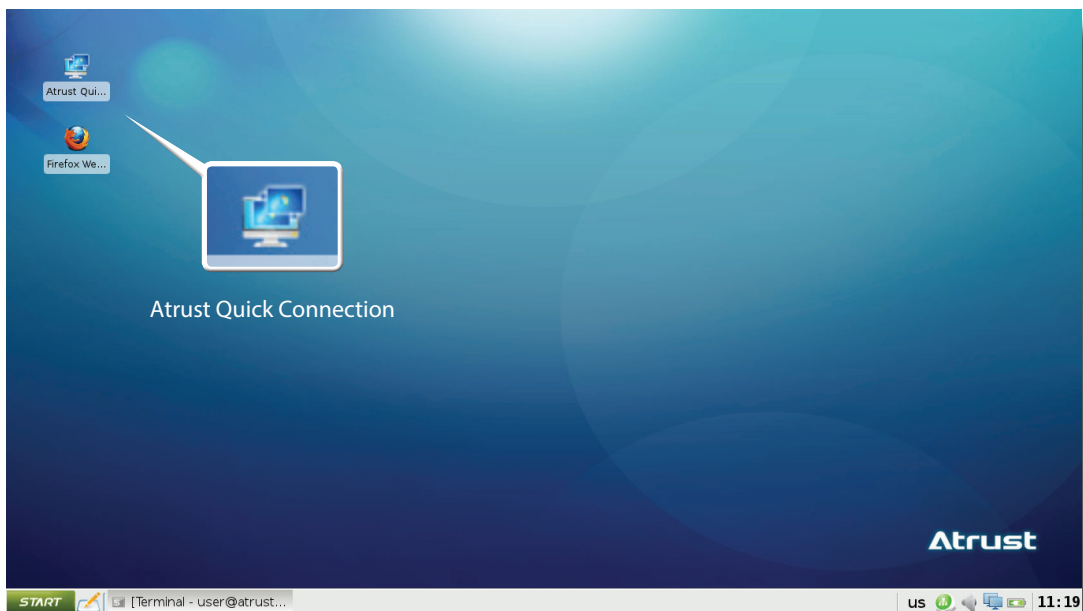 Atrust Qui...
Firefox We...
Atrust Quick Connection
Atrust
START [Terminal - user@atrust... us 11:19